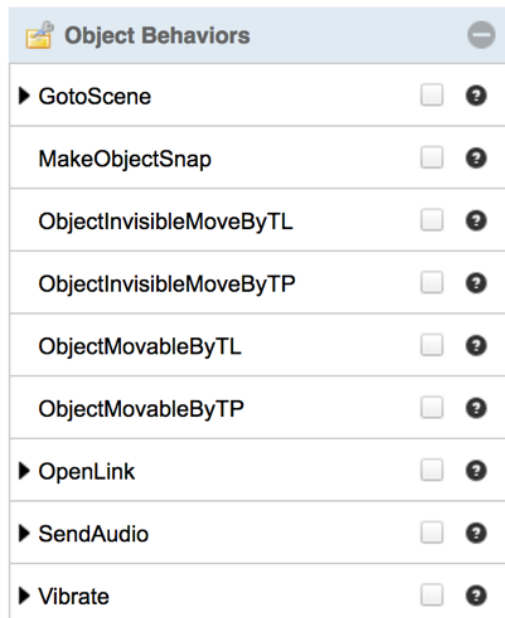 Object Behaviors
GotoScene
MakeObjectSnap
ObjectInvisibleMoveByTL
ObjectInvisibleMoveByTP
ObjectMovableByTL
ObjectMovableByTP
OpenLink
SendAudio
Vibrate